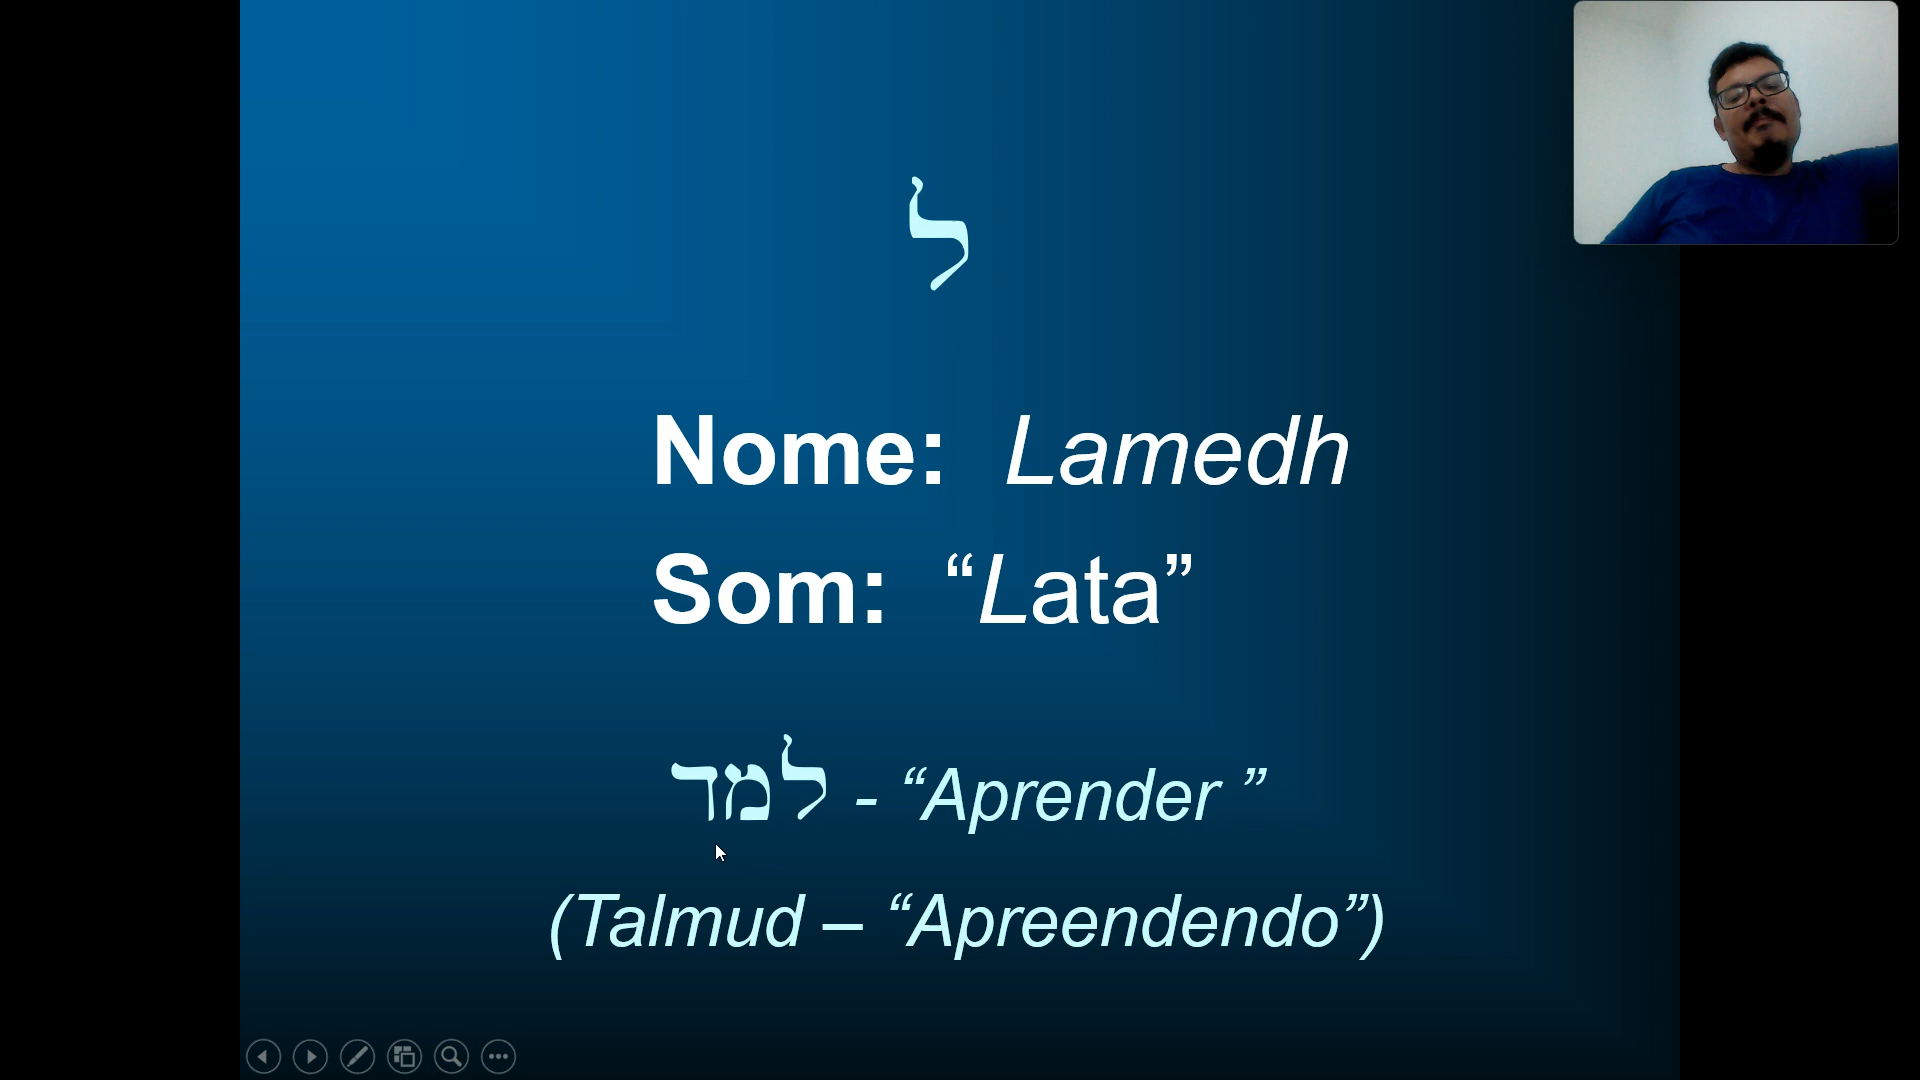 ל
Nome: Lamedh
Som: “Lata”
למד - “Aprender ”
(Talmud – “Apreendendo”)